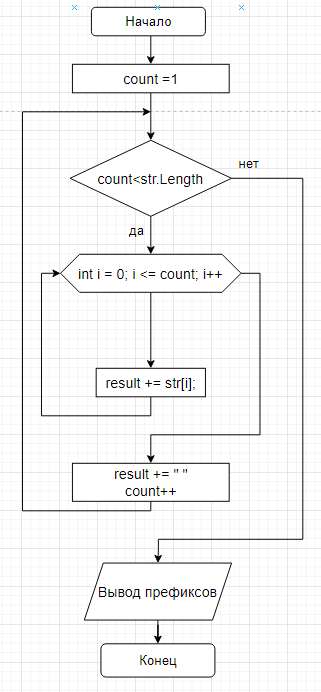 Начало
count =1
count<str.Length
нет
да
int i = 0; i <= count; i++
result += str[i];
result += " "
count++
Вывод префиксов
Конец